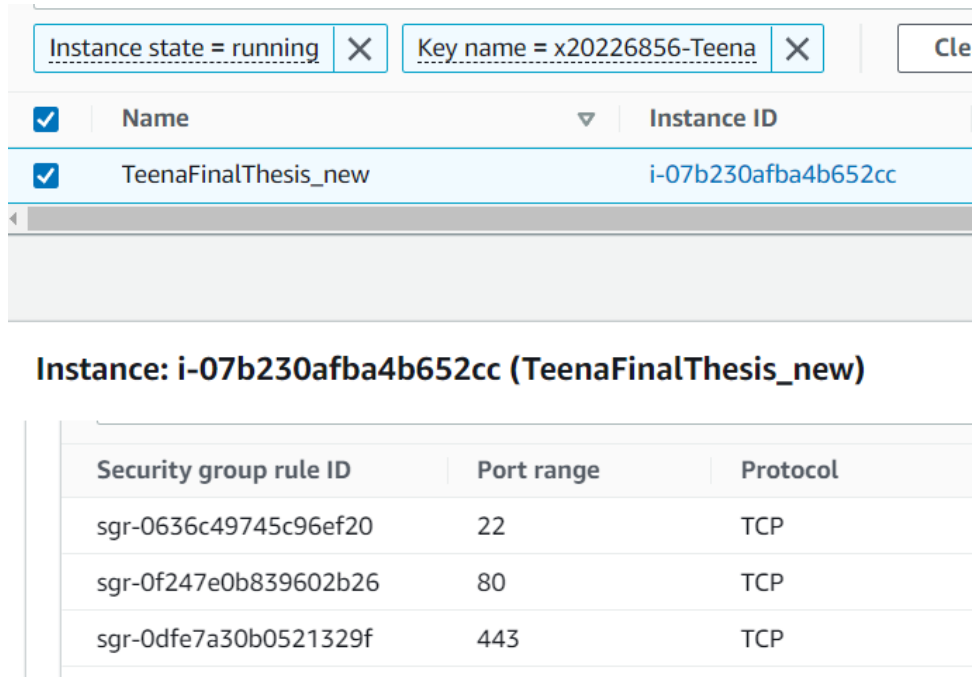 Instance state = running Key name = x20226856-Teena Cle
Name Instance ID
TeenaFinalThesis_new i-07b230afba4b652cc
Instance: i-07b230afba4b652cc (TeenaFinalThesis_new)
Security group rule ID Port range Protocol
sgr-0636c49745c96ef20 22 TCP
sgr-0f247e0b839602b26 80 TCP
sgr-0dfe7a30b0521329f 443 TCP